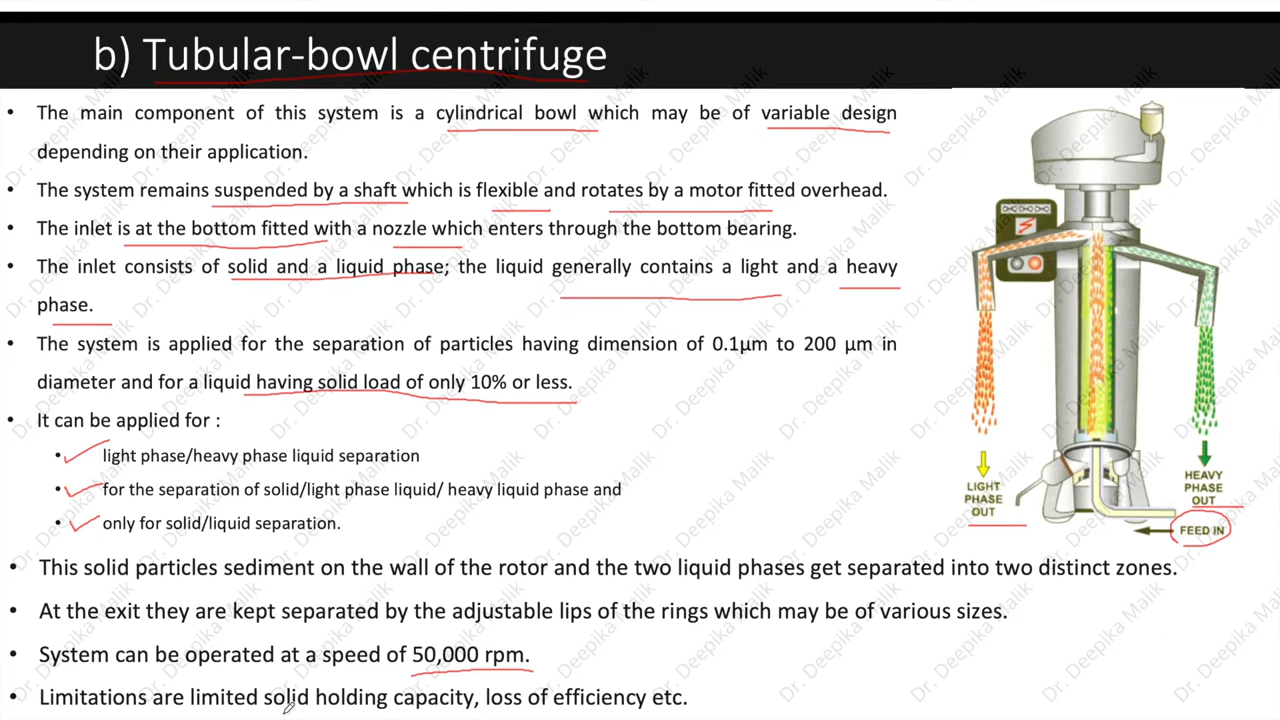 b) Tubular-bowl centrifuge
• The main component of this system is a cylindrical bowl which may be of variable design
depending on their application.
• The system remains suspended by a shaft which is flexible and rotates by a motor fitted overhead.
• The inlet is at the bottom fitted with a nozzle which enters through the bottom bearing.
• The inlet consists of solid and a liquid phase; the liquid generally contains a light and a heavy
phase.
• The system is applied for the separation of particles having dimension of 0.1µm to 200 µm in
diameter and for a liquid having solid load of only 10% or less.
• It can be applied for :
• light phase/heavy phase liquid separation
• for the separation of solid/light phase liquid/ heavy liquid phase and
• only for solid/liquid separation.
• This solid particles sediment on the wall of the rotor and the two liquid phases get separated into two distinct zones.
• At the exit they are kept separated by the adjustable lips of the rings which may be of various sizes.
• System can be operated at a speed of 50,000 rpm.
• Limitations are limited solid holding capacity, loss of efficiency etc.
LIGHT
PHASE
OUT
HEAVY
PHASE
OUT
FEED IN
Dr. Deepika Malik